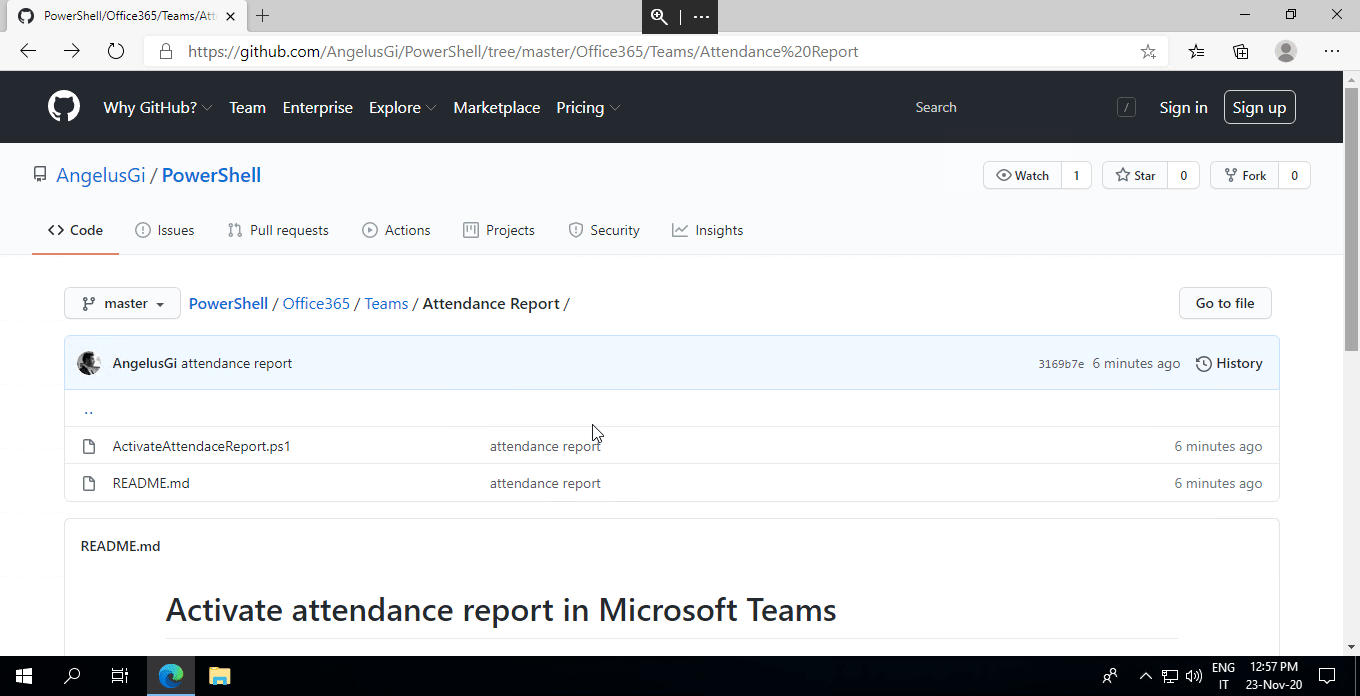 PowerShell/Office365/Teams/Att
https://github.com/AngelusGi/PowerShell/tree/master/Office365/Teams/Attendance%20Report
Why GitHub? Team Enterprise Explore Marketplace Pricing Search / Sign in Sign up
AngelusGi / PowerShell Watch 1 Star 0 Fork 0
Code Issues Pull requests Actions Projects Security Insights
master PowerShell / Office365 / Teams / Attendance Report / Go to file
AngelusGi attendance report 3169b7e 6 minutes ago History
..
ActivateAttendaceReport.ps1 attendance report 6 minutes ago
README.md attendance report 6 minutes ago
README.md
Activate attendance report in Microsoft Teams
ENG 12:57 PM
IT 23-Nov-20